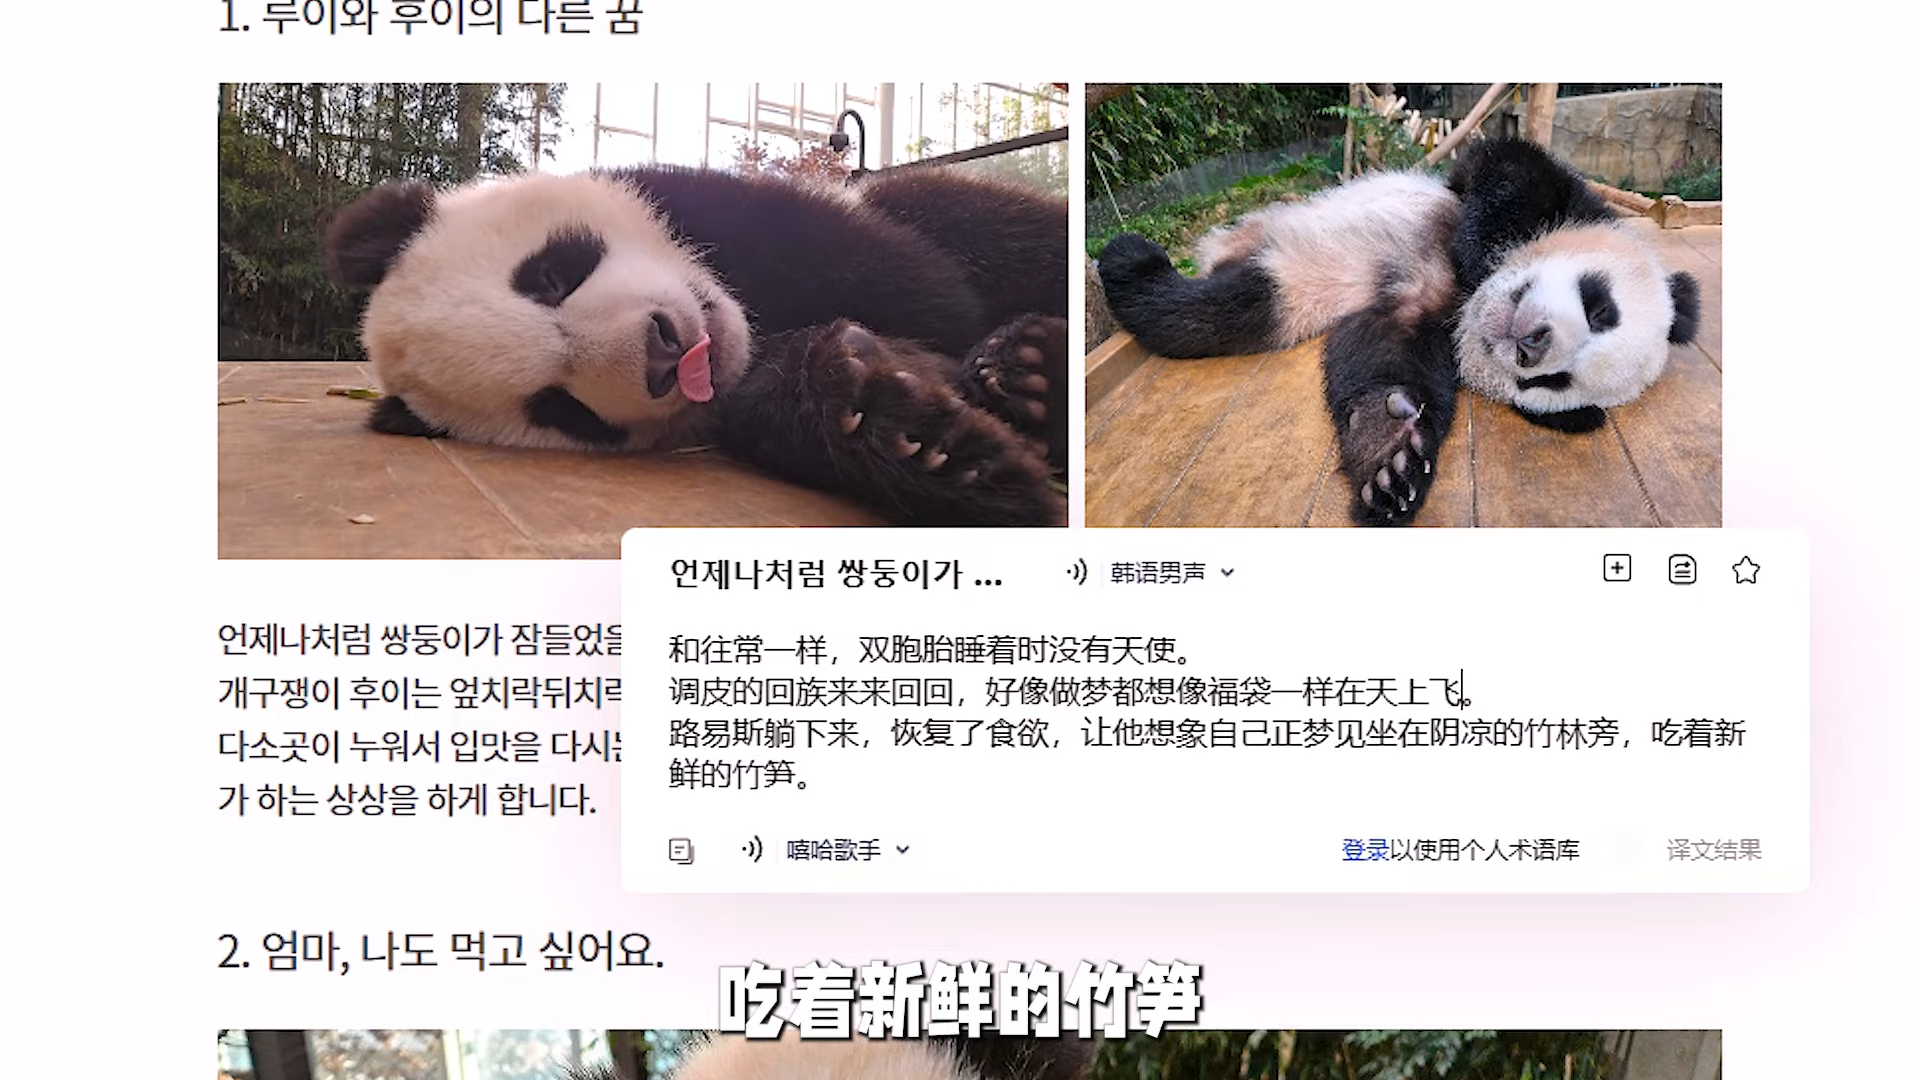 1. 루이와 후이의 다른 꿈
언제나처럼 쌍둥이가 잠들었을
개구쟁이 후이는 엎치락뒤치락
다소곳이 누워서 입맛을 다시는
가 하는 상상을 하게 합니다.
언제나처럼 쌍둥이가 ...
韩语男声
和往常一样，双胞胎睡着时没有天使。
调皮的回族来来回回，好像做梦都想像福袋一样在天上飞。
路易斯躺下来，恢复了食欲，让他想象自己正梦见坐在阴凉的竹林旁，吃着新
鲜的竹笋。
嘻哈歌手
登录以使用个人术语库
译文结果
2. 엄마, 나도 먹고 싶어요.
吃着新鲜的竹笋